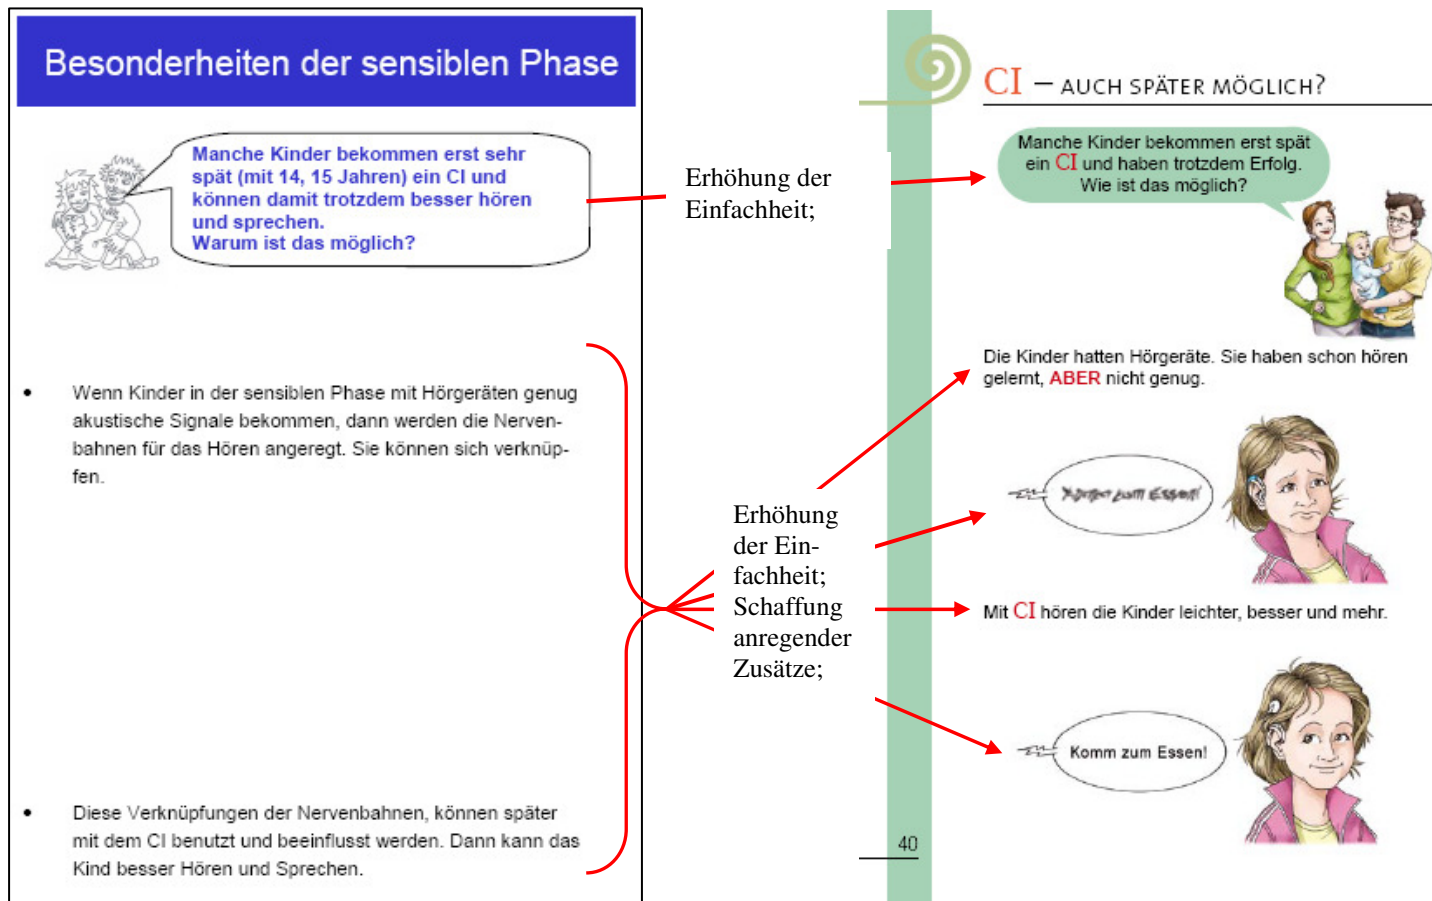 Besonderheiten der sensiblen Phase
Manche Kinder bekommen erst sehr
spät (mit 14, 15 Jahren) ein CI und
können damit trotzdem besser hören
und sprechen.
Warum ist das möglich?
• Wenn Kinder in der sensiblen Phase mit Hörgeräten genug
akustische Signale bekommen, dann werden die Nerven-
bahnen für das Hören angeregt. Sie können sich verknüp-
fen.
• Diese Verknüpfungen der Nervenbahnen, können später
mit dem CI benutzt und beeinflusst werden. Dann kann das
Kind besser Hören und Sprechen.
Erhöhung der
Einfachheit;
Erhöhung
der Ein-
fachheit;
Schaffung
anregender
Zusätze;
CI – AUCH SPÄTER MÖGLICH?
Manche Kinder bekommen erst spät
ein CI und haben trotzdem Erfolg.
Wie ist das möglich?
Die Kinder hatten Hörgeräte. Sie haben schon hören
gelernt, ABER nicht genug.
zum Essen!
Mit CI hören die Kinder leichter, besser und mehr.
Komm zum Essen!
40